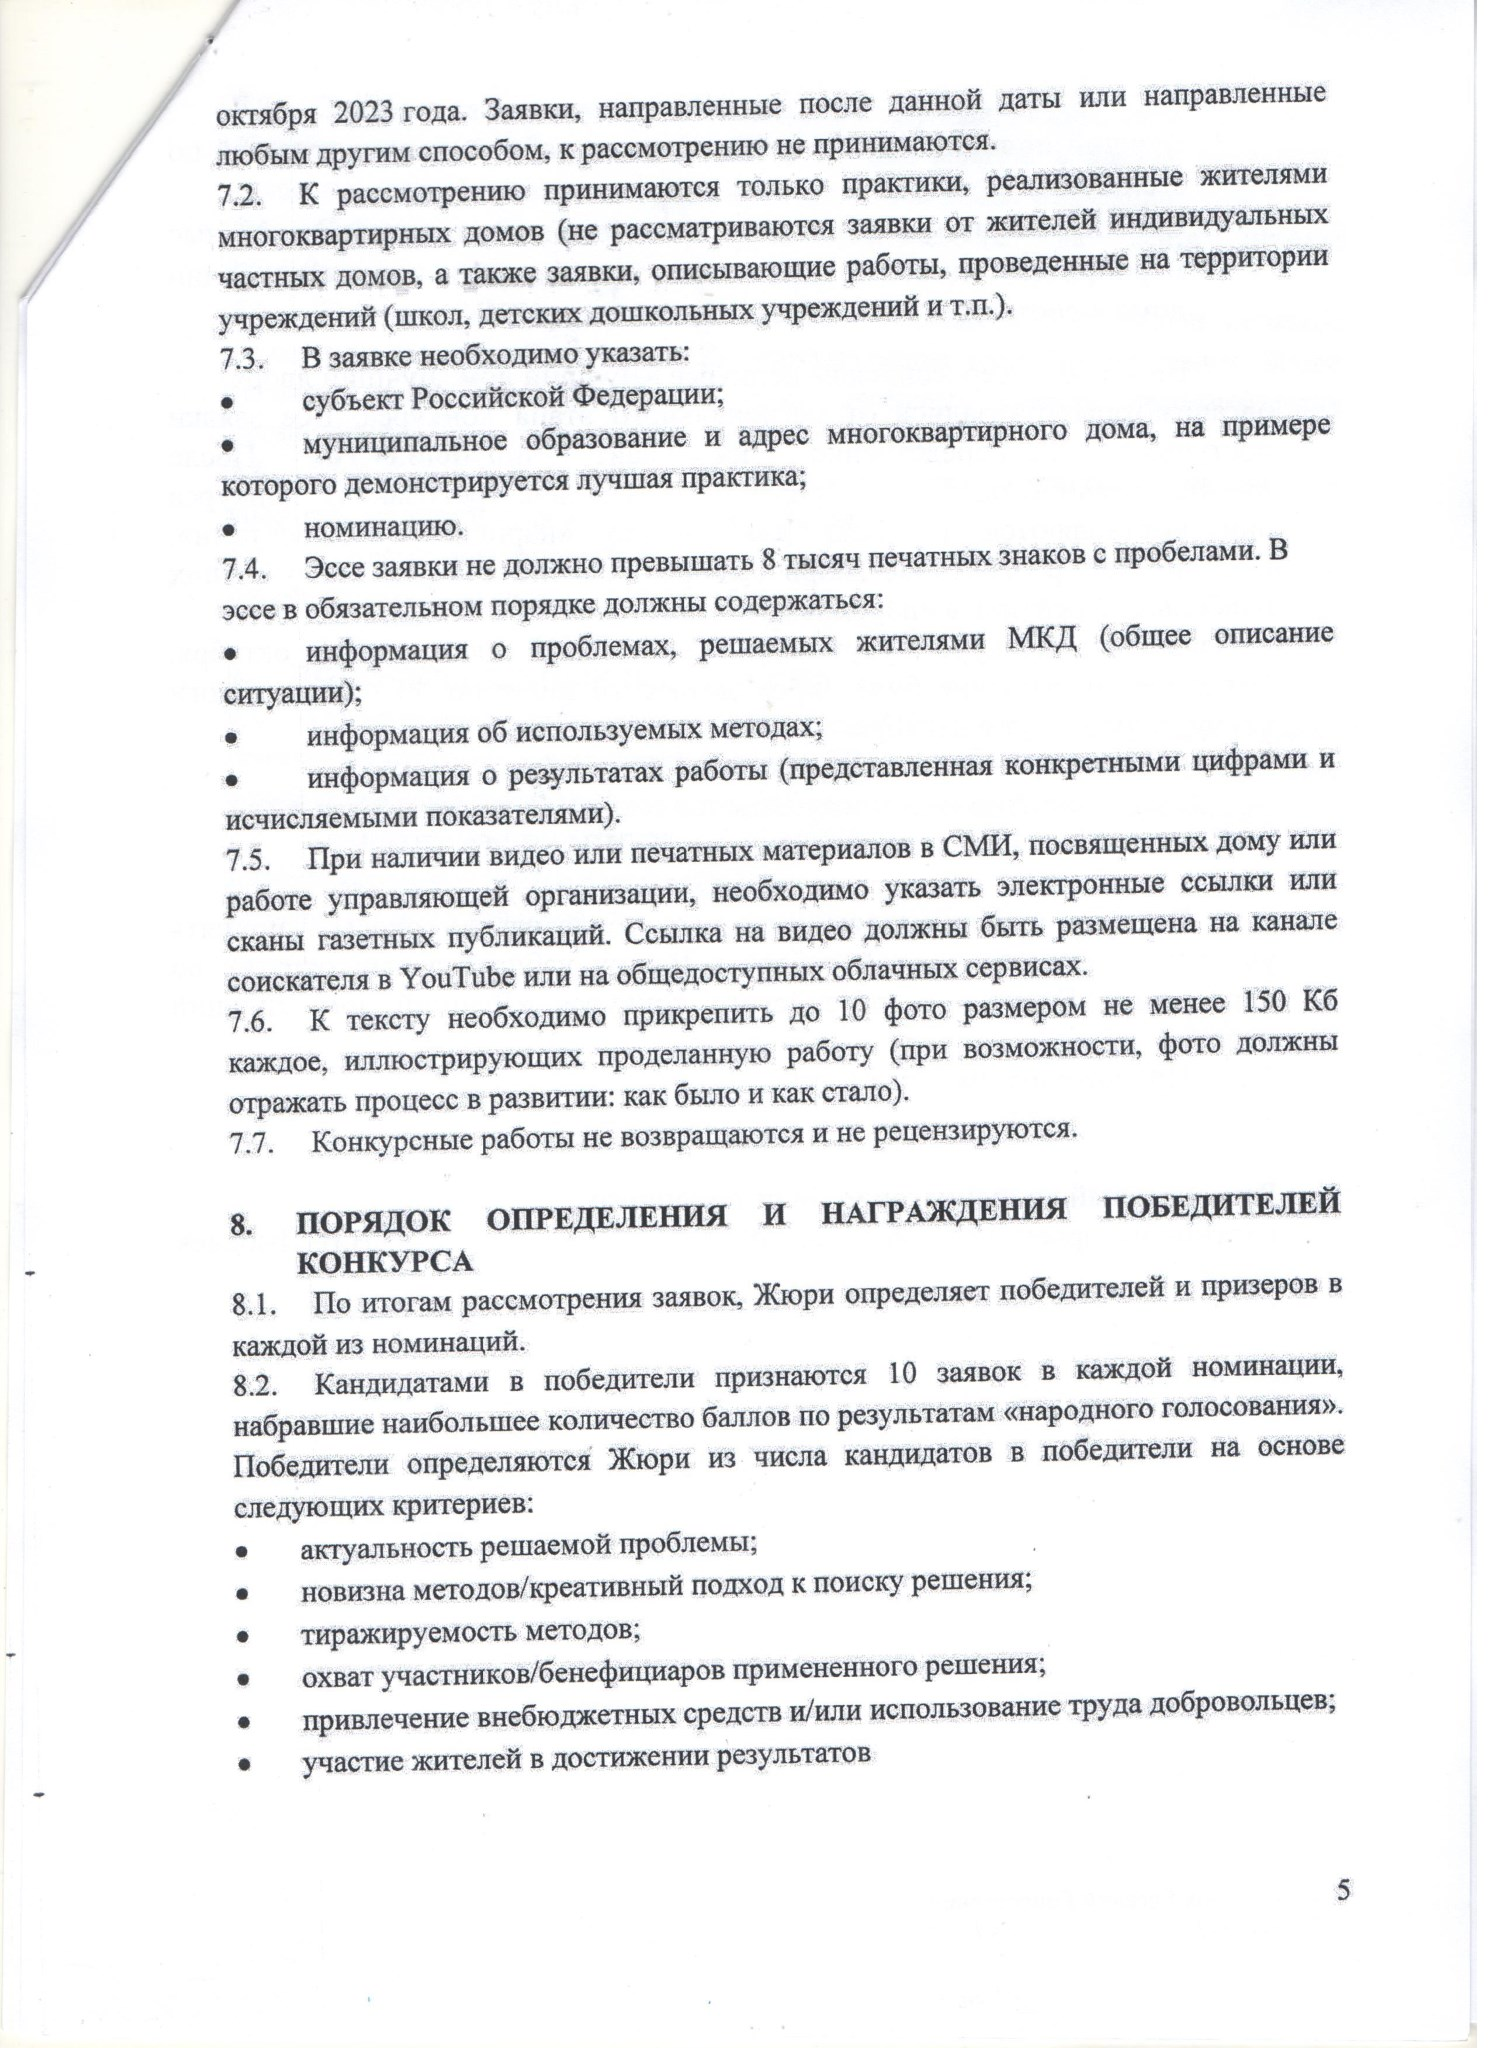 октября 2023 года. Заявки, направленные после данной даты или направленные
любым другим способом, к рассмотрению не принимаются.
7.2. К рассмотрению принимаются только практики, реализованные жителями
многоквартирных домов (не рассматриваются заявки от жителей индивидуальных
частных домов, а также заявки, описывающие работы, проведенные на территории
учреждений (школ, детских дошкольных учреждений и т.п.).
7.3. В заявке необходимо указать:
• субъект Российской Федерации;
• муниципальное образование и адрес многоквартирного дома, на примере
которого демонстрируется лучшая практика;
• номинацию.
7.4. Эссе заявки не должно превышать 8 тысяч печатных знаков с пробелами. В
эссе в обязательном порядке должны содержаться:
• информация о проблемах, решаемых жителями МКД (общее описание
ситуации);
• информация об используемых методах;
• информация о результатах работы (представленная конкретными цифрами и
исчисляемыми показателями).
7.5. При наличии видео или печатных материалов в СМИ, посвященных дому или
работе управляющей организации, необходимо указать электронные ссылки или
сканы газетных публикаций. Ссылка на видео должны быть размещена на канале
соискателя в YouTube или на общедоступных облачных сервисах.
7.6. К тексту необходимо прикрепить до 10 фото размером не менее 150 Кб
каждое, иллюстрирующих проделанную работу (при возможности, фото должны
отражать процесс в развитии: как было и как стало).
7.7. Конкурсные работы не возвращаются и не рецензируются.
8. ПОРЯДОК ОПРЕДЕЛЕНИЯ И НАГРАЖДЕНИЯ ПОБЕДИТЕЛЕЙ
КОНКУРСА
8.1. По итогам рассмотрения заявок, Жюри определяет победителей и призеров в
каждой из номинаций.
8.2. Кандидатами в победители признаются 10 заявок в каждой номинации,
набравшие наибольшее количество баллов по результатам «народного голосования».
Победители определяются Жюри из числа кандидатов в победители на основе
следующих критериев:
• актуальность решаемой проблемы;
• новизна методов/креативный подход к поиску решения;
• тиражируемость методов;
• охват участников/бенефициаров примененного решения;
• привлечение внебюджетных средств и/или использование труда добровольцев;
• участие жителей в достижении результатов
5